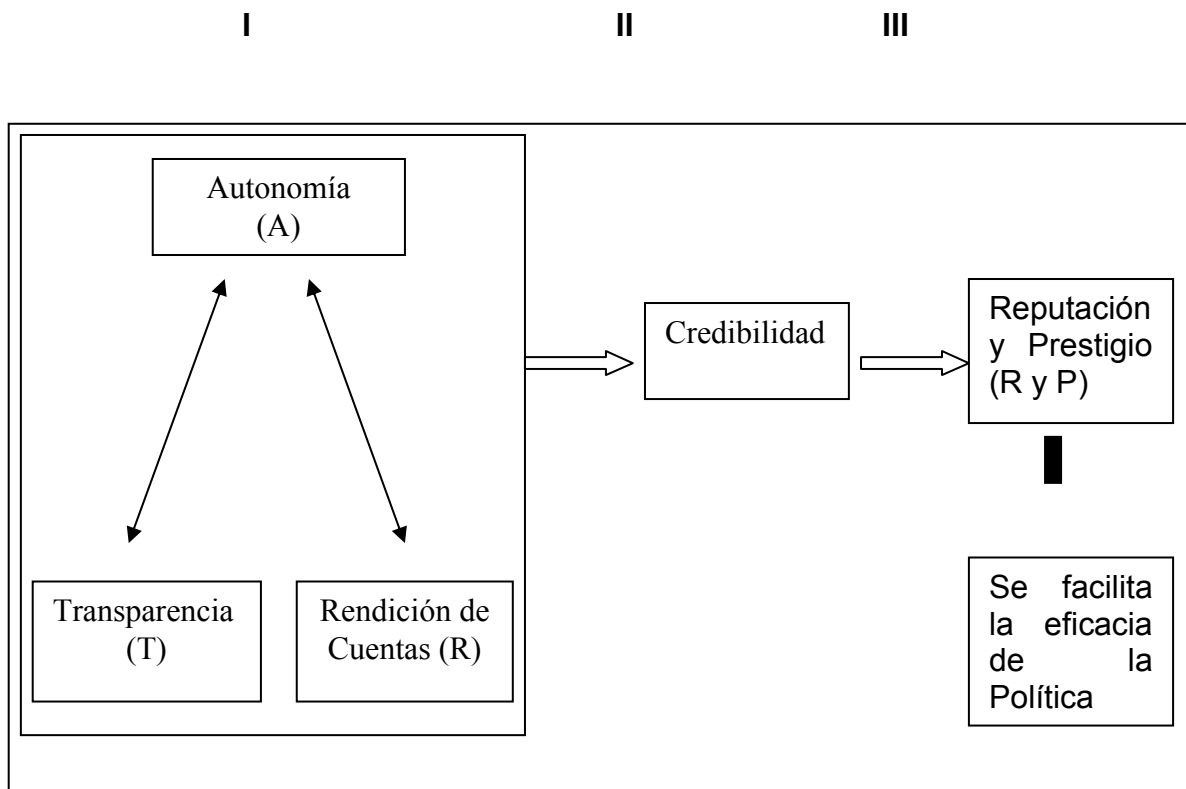 I II III
Autonomía
(A)
Transparencia
(T)
Rendición de
Cuentas (R)
Credibilidad
Reputación
y Prestigio
(R y P)
Se facilita
la eficacia
de la
Política